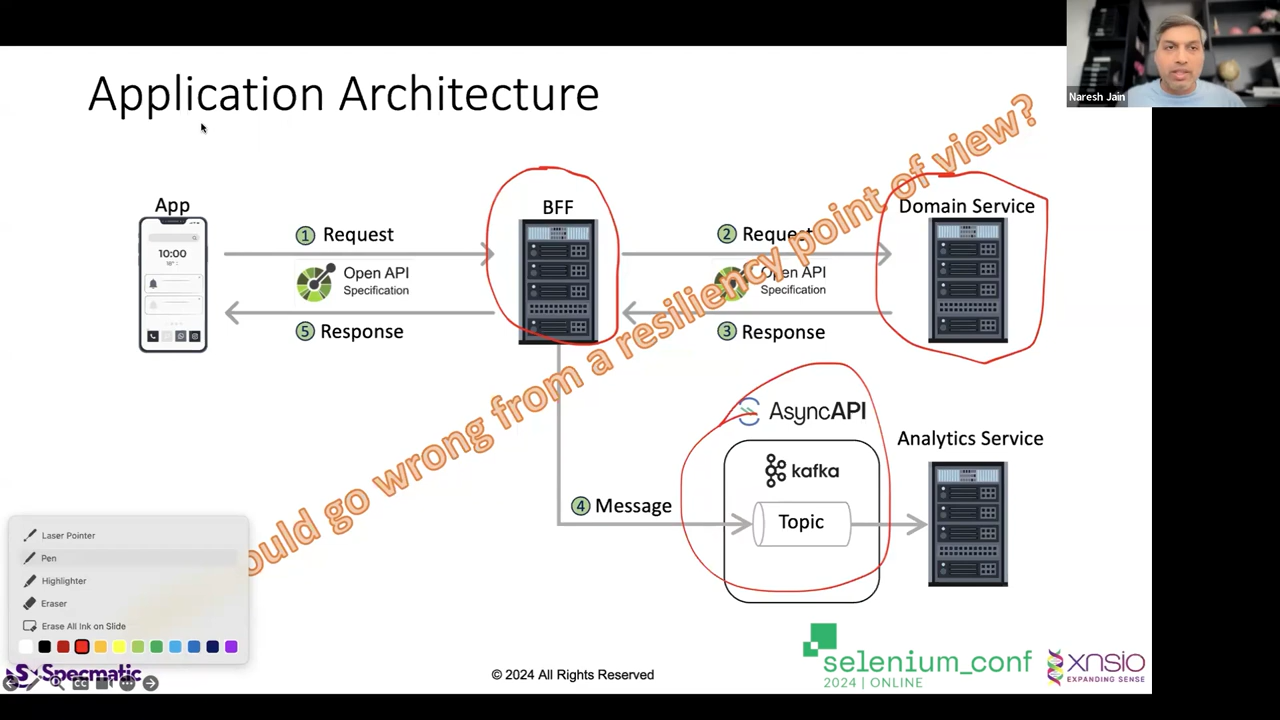 Application Architecture
Naresh Jain
ould go wrong from a resiliency point of view?
App
BFF
Domain Service
10:00
1 Request
2 Request
Open API
Specification
Open API
Specification
5 Response
3 Response
AsyncAPI
Analytics Service
kafka
4 Message
Topic
Laser Pointer
Pen
Highlighter
Eraser
Erase All Ink on Slide
Specmatic
© 2024 All Rights Reserved
selenium_conf
2024 | ONLINE
xnsio
EXPANDING SENSE